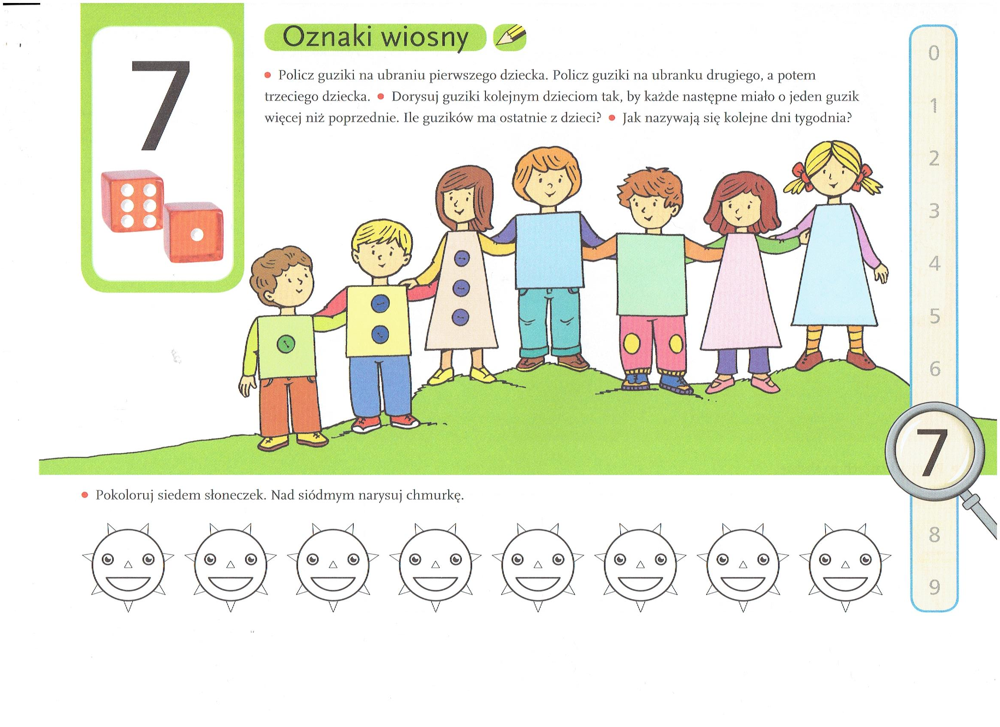 7
Oznaki wiosny
• Policz guziki na ubraniu pierwszego dziecka. Policz guziki na ubranku drugiego, a potem
trzeciego dziecka. • Dorysuj guziki kolejnym dzieciom tak, by każde następne miało o jeden guzik
więcej niż poprzednie. Ile guzików ma ostatnie z dzieci? • Jak nazywają się kolejne dni tygodnia?
0
1
2
3
4
5
6
7
8
9
• Pokoloruj siedem słoneczek. Nad siódmym narysuj chmurkę.